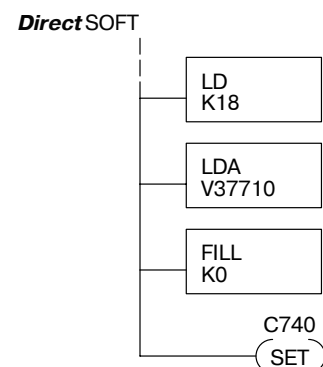 DirectSOFT
LD
K18
LDA
V37710
FILL
K0
C740
SET